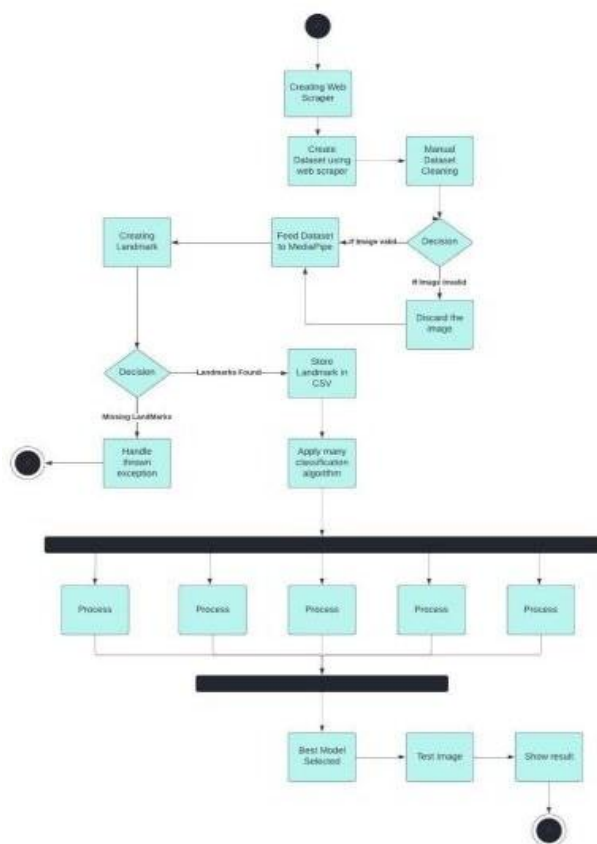 Creating Web
Scraper
Create
Dataset using
web scraper
Manual
Dataset
Cleaning
Creating
Landmark
Feed Dataset
to MediaPipe
If Image valid
Decision
If Image Invalid
Discard the
image
Decision
Landmarks Found
Store
Landmark in
CSV
Missing LandMarks
Handle
thrown
exception
Apply many
classification
algorithm
Process
Process
Process
Process
Process
Best Model
Selected
Test Image
Show result